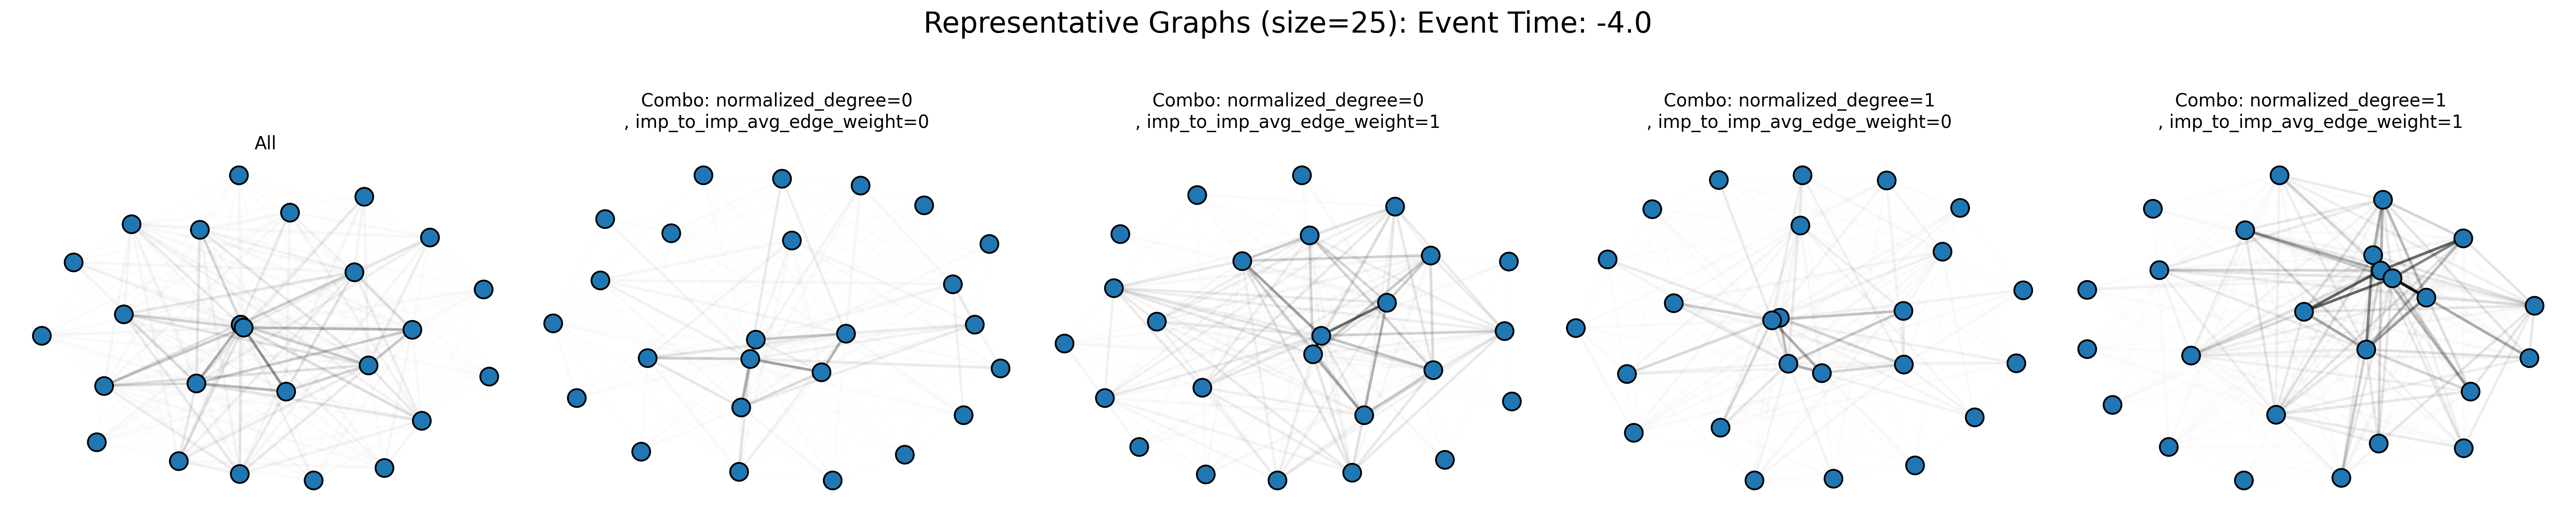 Representative Graphs (size=25): Event Time: -4.0
All
Combo: normalized_degree=0
, imp_to_imp_avg_edge_weight=0
Combo: normalized_degree=0
, imp_to_imp_avg_edge_weight=1
Combo: normalized_degree=1
, imp_to_imp_avg_edge_weight=0
Combo: normalized_degree=1
, imp_to_imp_avg_edge_weight=1